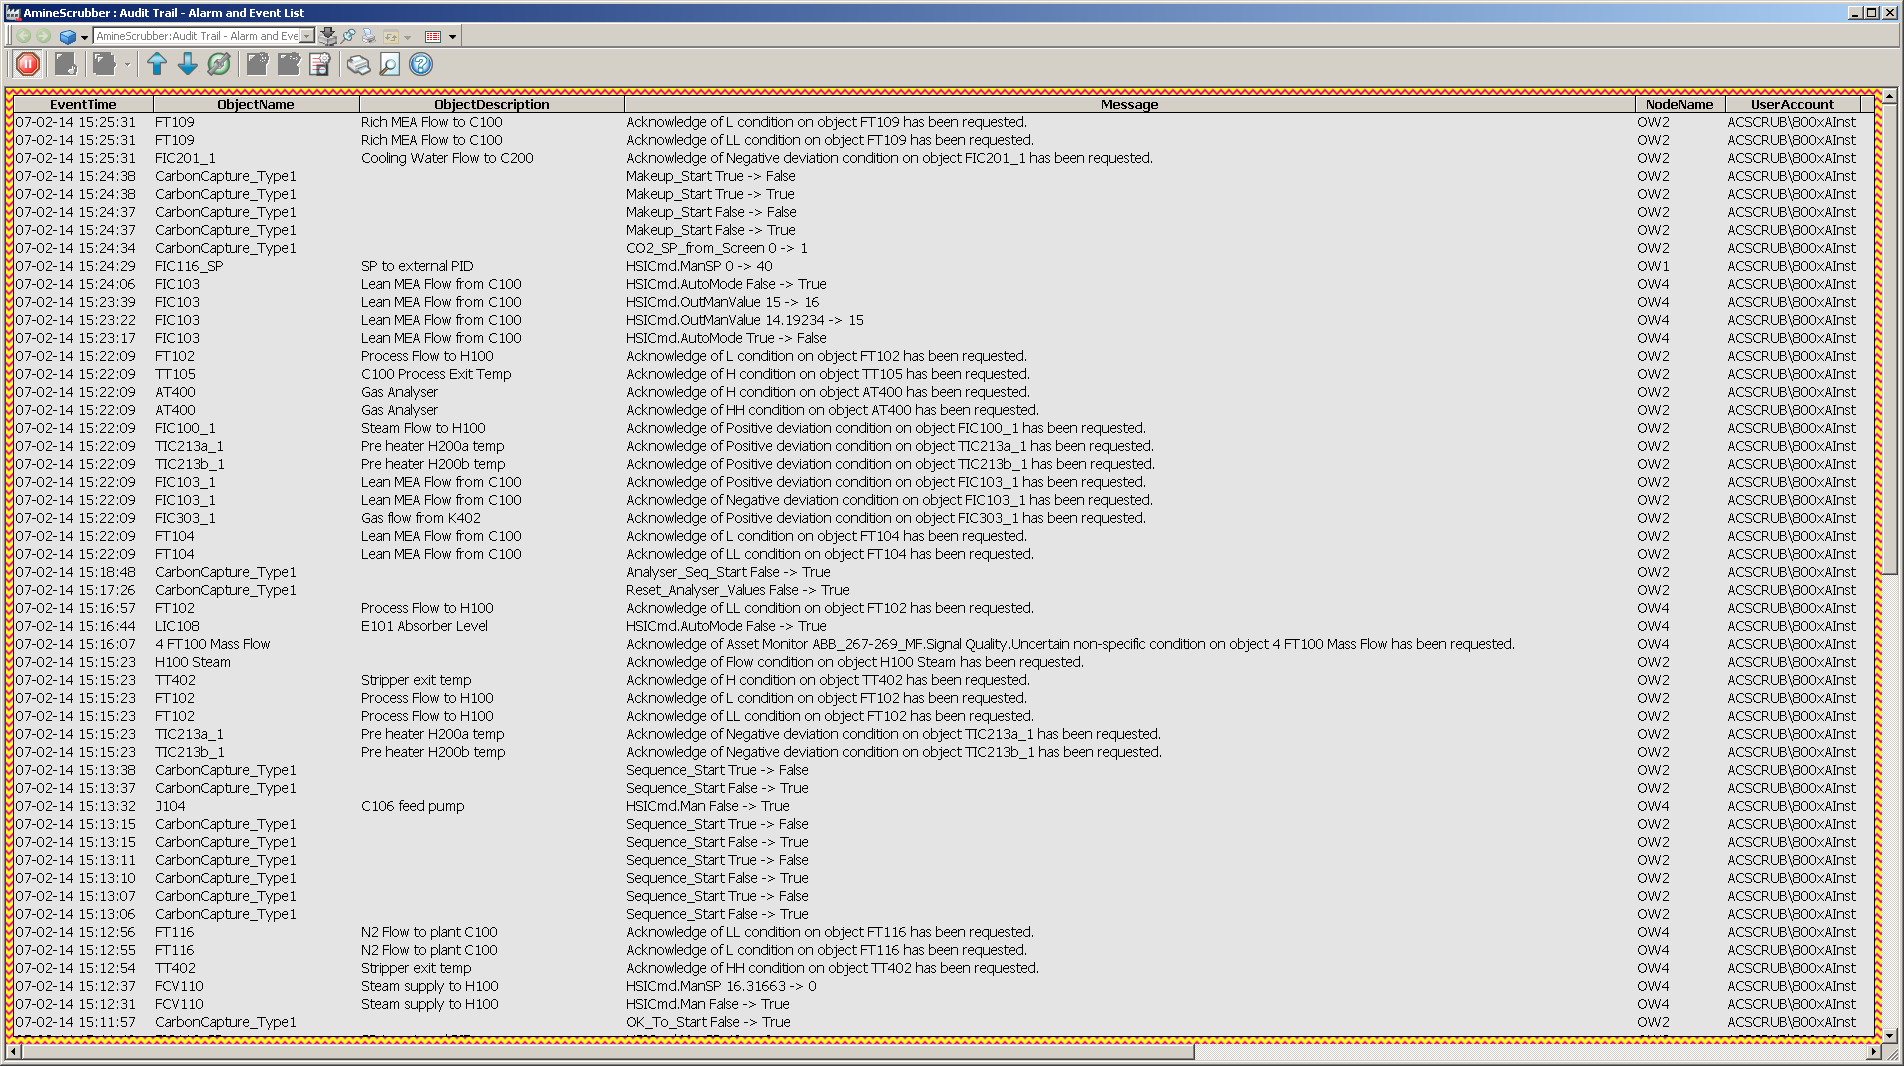 AmineScrubber : Audit Trail - Alarm and Event List
AmineScrubber:Audit Trail - Alarm and Eve
EventTime ObjectName ObjectDescription Message NodeName UserAccount
07-02-14 15:25:31 FT109 Rich MEA Flow to C100 Acknowledge of L condition on object FT109 has been requested. OW2 ACSCRUB\800xAInst
07-02-14 15:25:31 FT109 Rich MEA Flow to C100 Acknowledge of LL condition on object FT109 has been requested. OW2 ACSCRUB\800xAInst
07-02-14 15:25:31 FIC201_1 Cooling Water Flow to C200 Acknowledge of Negative deviation condition on object FIC201_1 has been requested. OW2 ACSCRUB\800xAInst
07-02-14 15:24:38 CarbonCapture_Type1 Makeup_Start True -> False OW2 ACSCRUB\800xAInst
07-02-14 15:24:38 CarbonCapture_Type1 Makeup_Start True -> True OW2 ACSCRUB\800xAInst
07-02-14 15:24:37 CarbonCapture_Type1 Makeup_Start False -> False OW2 ACSCRUB\800xAInst
07-02-14 15:24:37 CarbonCapture_Type1 Makeup_Start False -> True OW2 ACSCRUB\800xAInst
07-02-14 15:24:34 CarbonCapture_Type1 CO2_SP_from_Screen 0 -> 1 OW2 ACSCRUB\800xAInst
07-02-14 15:24:29 FIC116_SP SP to external PID HSICmd.ManSP 0 -> 40 OW1 ACSCRUB\800xAInst
07-02-14 15:24:06 FIC103 Lean MEA Flow from C100 HSICmd.AutoMode False -> True OW4 ACSCRUB\800xAInst
07-02-14 15:23:39 FIC103 Lean MEA Flow from C100 HSICmd.OutManValue 15 -> 16 OW4 ACSCRUB\800xAInst
07-02-14 15:23:22 FIC103 Lean MEA Flow from C100 HSICmd.OutManValue 14.19234 -> 15 OW4 ACSCRUB\800xAInst
07-02-14 15:23:17 FIC103 Lean MEA Flow from C100 HSICmd.AutoMode True -> False OW4 ACSCRUB\800xAInst
07-02-14 15:22:09 FT102 Process Flow to H100 Acknowledge of L condition on object FT102 has been requested. OW2 ACSCRUB\800xAInst
07-02-14 15:22:09 TT105 C100 Process Exit Temp Acknowledge of H condition on object TT105 has been requested. OW2 ACSCRUB\800xAInst
07-02-14 15:22:09 AT400 Gas Analyser Acknowledge of H condition on object AT400 has been requested. OW2 ACSCRUB\800xAInst
07-02-14 15:22:09 AT400 Gas Analyser Acknowledge of HH condition on object AT400 has been requested. OW2 ACSCRUB\800xAInst
07-02-14 15:22:09 FIC100_1 Steam Flow to H100 Acknowledge of Positive deviation condition on object FIC100_1 has been requested. OW2 ACSCRUB\800xAInst
07-02-14 15:22:09 TIC213a_1 Pre heater H200a temp Acknowledge of Positive deviation condition on object TIC213a_1 has been requested. OW2 ACSCRUB\800xAInst
07-02-14 15:22:09 TIC213b_1 Pre heater H200b temp Acknowledge of Positive deviation condition on object TIC213b_1 has been requested. OW2 ACSCRUB\800xAInst
07-02-14 15:22:09 FIC103_1 Lean MEA Flow from C100 Acknowledge of Positive deviation condition on object FIC103_1 has been requested. OW2 ACSCRUB\800xAInst
07-02-14 15:22:09 FIC103_1 Lean MEA Flow from C100 Acknowledge of Negative deviation condition on object FIC103_1 has been requested. OW2 ACSCRUB\800xAInst
07-02-14 15:22:09 FIC303_1 Gas flow from K402 Acknowledge of Positive deviation condition on object FIC303_1 has been requested. OW2 ACSCRUB\800xAInst
07-02-14 15:22:09 FT104 Lean MEA Flow from C100 Acknowledge of L condition on object FT104 has been requested. OW2 ACSCRUB\800xAInst
07-02-14 15:22:09 FT104 Lean MEA Flow from C100 Acknowledge of LL condition on object FT104 has been requested. OW2 ACSCRUB\800xAInst
07-02-14 15:18:48 CarbonCapture_Type1 Analyser_Seq_Start False -> True OW2 ACSCRUB\800xAInst
07-02-14 15:17:26 CarbonCapture_Type1 Reset_Analyser_Values False -> True OW2 ACSCRUB\800xAInst
07-02-14 15:16:57 FT102 Process Flow to H100 Acknowledge of LL condition on object FT102 has been requested. OW4 ACSCRUB\800xAInst
07-02-14 15:16:44 LIC108 E101 Absorber Level HSICmd.AutoMode False -> True OW4 ACSCRUB\800xAInst
07-02-14 15:16:07 4 FT100 Mass Flow Acknowledge of Asset Monitor ABB_267-269_MF.Signal Quality.Uncertain non-specific condition on object 4 FT100 Mass Flow has been requested. OW4 ACSCRUB\800xAInst
07-02-14 15:15:23 H100 Steam Acknowledge of Flow condition on object H100 Steam has been requested. OW2 ACSCRUB\800xAInst
07-02-14 15:15:23 TT402 Stripper exit temp Acknowledge of H condition on object TT402 has been requested. OW2 ACSCRUB\800xAInst
07-02-14 15:15:23 FT102 Process Flow to H100 Acknowledge of L condition on object FT102 has been requested. OW2 ACSCRUB\800xAInst
07-02-14 15:15:23 FT102 Process Flow to H100 Acknowledge of LL condition on object FT102 has been requested. OW2 ACSCRUB\800xAInst
07-02-14 15:15:23 TIC213a_1 Pre heater H200a temp Acknowledge of Negative deviation condition on object TIC213a_1 has been requested. OW2 ACSCRUB\800xAInst
07-02-14 15:15:23 TIC213b_1 Pre heater H200b temp Acknowledge of Negative deviation condition on object TIC213b_1 has been requested. OW2 ACSCRUB\800xAInst
07-02-14 15:13:38 CarbonCapture_Type1 Sequence_Start True -> False OW2 ACSCRUB\800xAInst
07-02-14 15:13:37 CarbonCapture_Type1 Sequence_Start False -> True OW2 ACSCRUB\800xAInst
07-02-14 15:13:32 J104 C106 feed pump HSICmd.Man False -> True OW4 ACSCRUB\800xAInst
07-02-14 15:13:15 CarbonCapture_Type1 Sequence_Start True -> False OW2 ACSCRUB\800xAInst
07-02-14 15:13:15 CarbonCapture_Type1 Sequence_Start False -> True OW2 ACSCRUB\800xAInst
07-02-14 15:13:11 CarbonCapture_Type1 Sequence_Start True -> False OW2 ACSCRUB\800xAInst
07-02-14 15:13:10 CarbonCapture_Type1 Sequence_Start False -> True OW2 ACSCRUB\800xAInst
07-02-14 15:13:07 CarbonCapture_Type1 Sequence_Start True -> False OW2 ACSCRUB\800xAInst
07-02-14 15:13:06 CarbonCapture_Type1 Sequence_Start False -> True OW2 ACSCRUB\800xAInst
07-02-14 15:12:56 FT116 N2 Flow to plant C100 Acknowledge of LL condition on object FT116 has been requested. OW4 ACSCRUB\800xAInst
07-02-14 15:12:55 FT116 N2 Flow to plant C100 Acknowledge of L condition on object FT116 has been requested. OW4 ACSCRUB\800xAInst
07-02-14 15:12:54 TT402 Stripper exit temp Acknowledge of HH condition on object TT402 has been requested. OW4 ACSCRUB\800xAInst
07-02-14 15:12:37 FCV110 Steam supply to H100 HSICmd.ManSP 16.31663 -> 0 OW4 ACSCRUB\800xAInst
07-02-14 15:12:31 FCV110 Steam supply to H100 HSICmd.Man False -> True OW4 ACSCRUB\800xAInst
07-02-14 15:11:57 CarbonCapture_Type1 OK_To_Start False -> True OW2 ACSCRUB\800xAInst